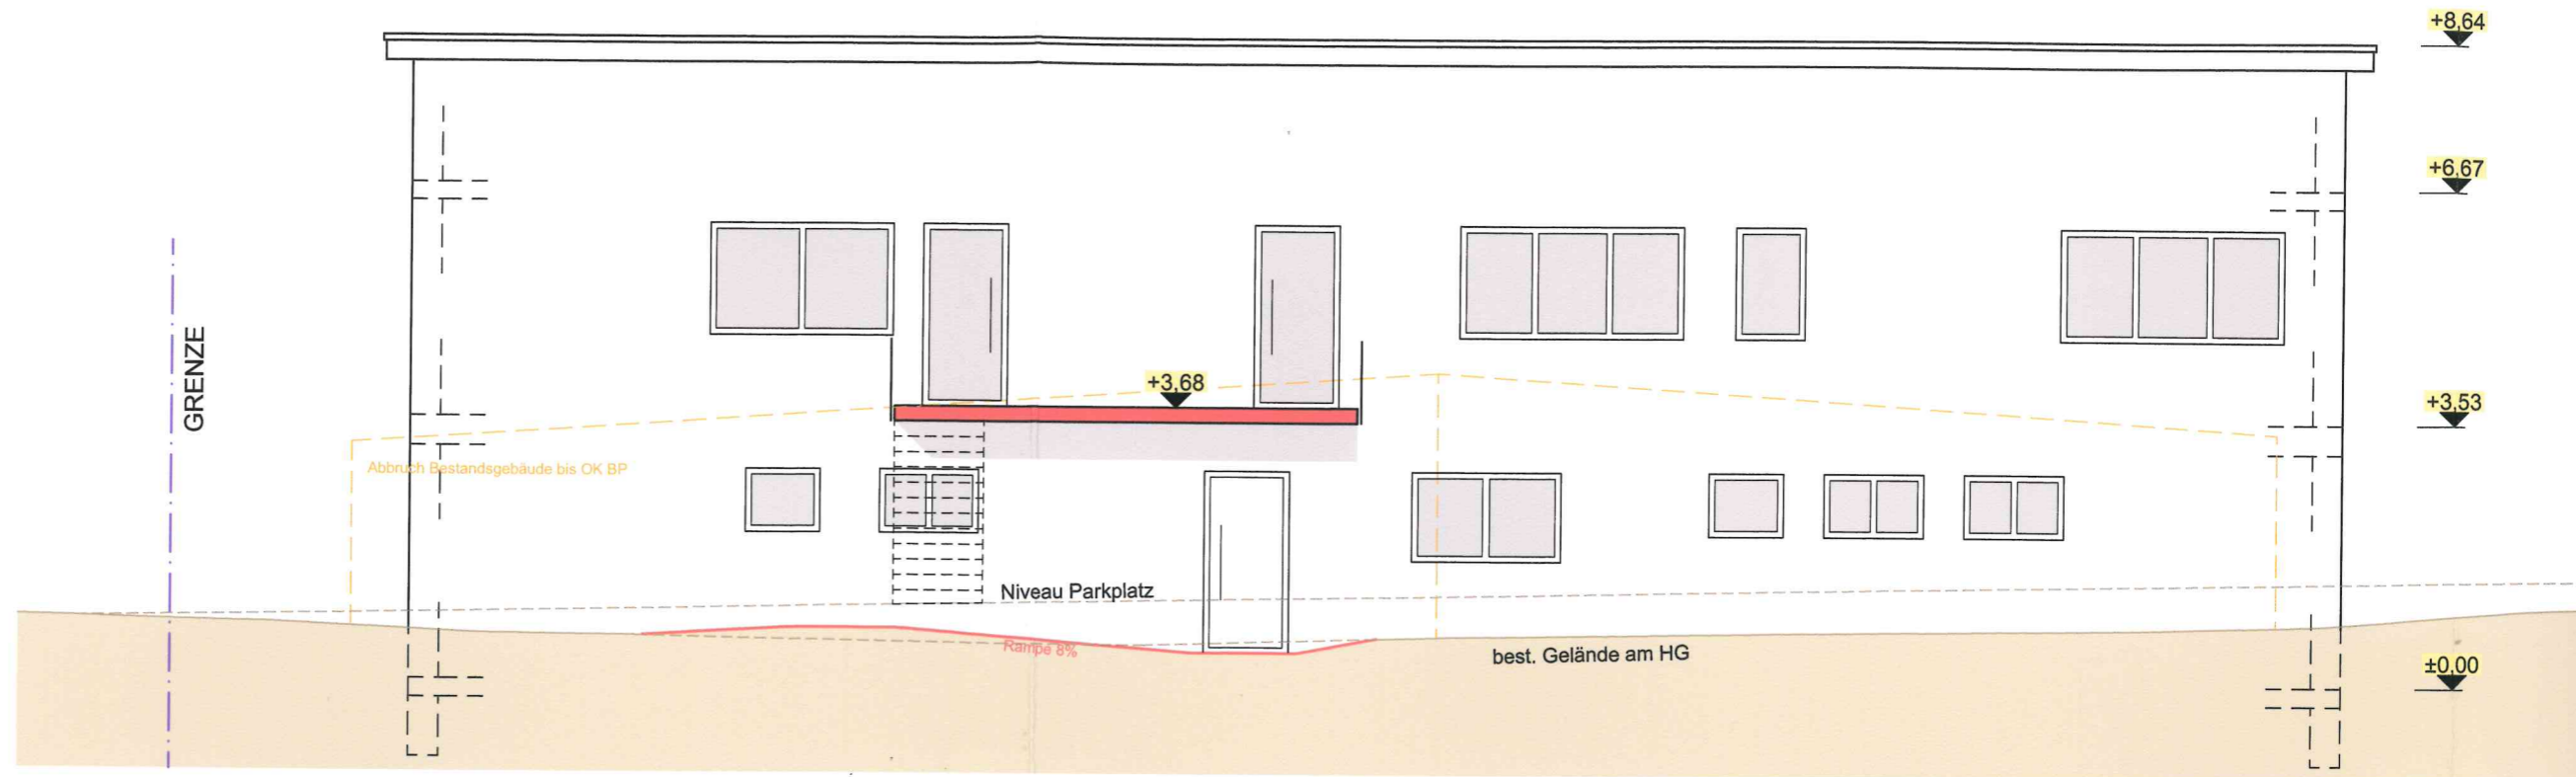 +8,64
+6,67
GRENZE
+3,68
+3,53
Abbruch Bestandsgebäude bis OK BP
Niveau Parkplatz
Rampe 8%
best. Gelände am HG
±0,00